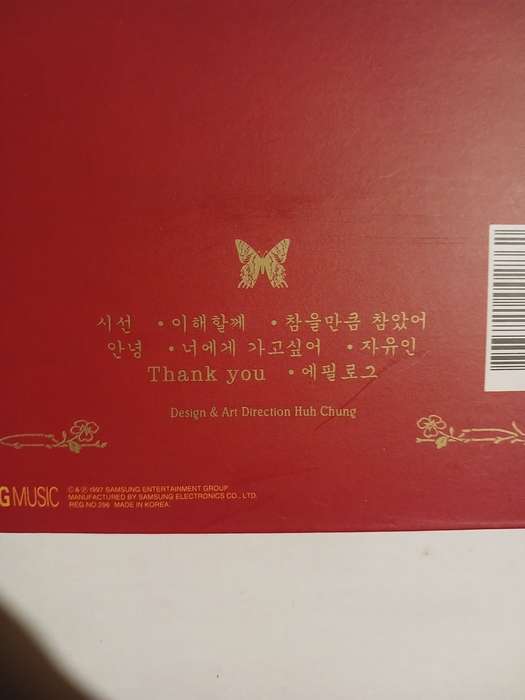 시선 • 이해할께 • 참을만큼 참았어
안녕 • 너에게 가고싶어 • 자유인
Thank you • 에필로그
Design & Art Direction Huh Chung
G MUSIC
©&℗ 1997 SAMSUNG ENTERTAINMENT GROUP
MANUFACTURED BY SAMSUNG ELECTRONICS CO., LTD.
REG.NO 296 MADE IN KOREA.